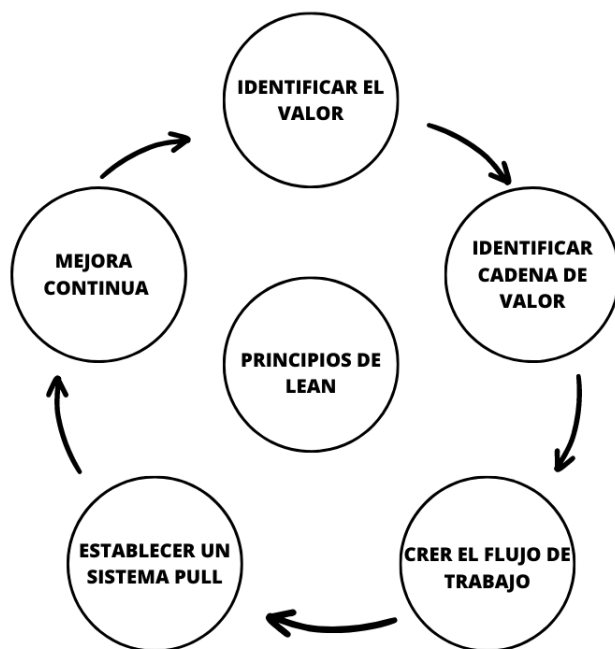 IDENTIFICAR EL
VALOR
IDENTIFICAR
CADENA DE
VALOR
CRER EL FLUJO DE
TRABAJO
ESTABLECER UN
SISTEMA PULL
MEJORA
CONTINUA
PRINCIPIOS DE
LEAN